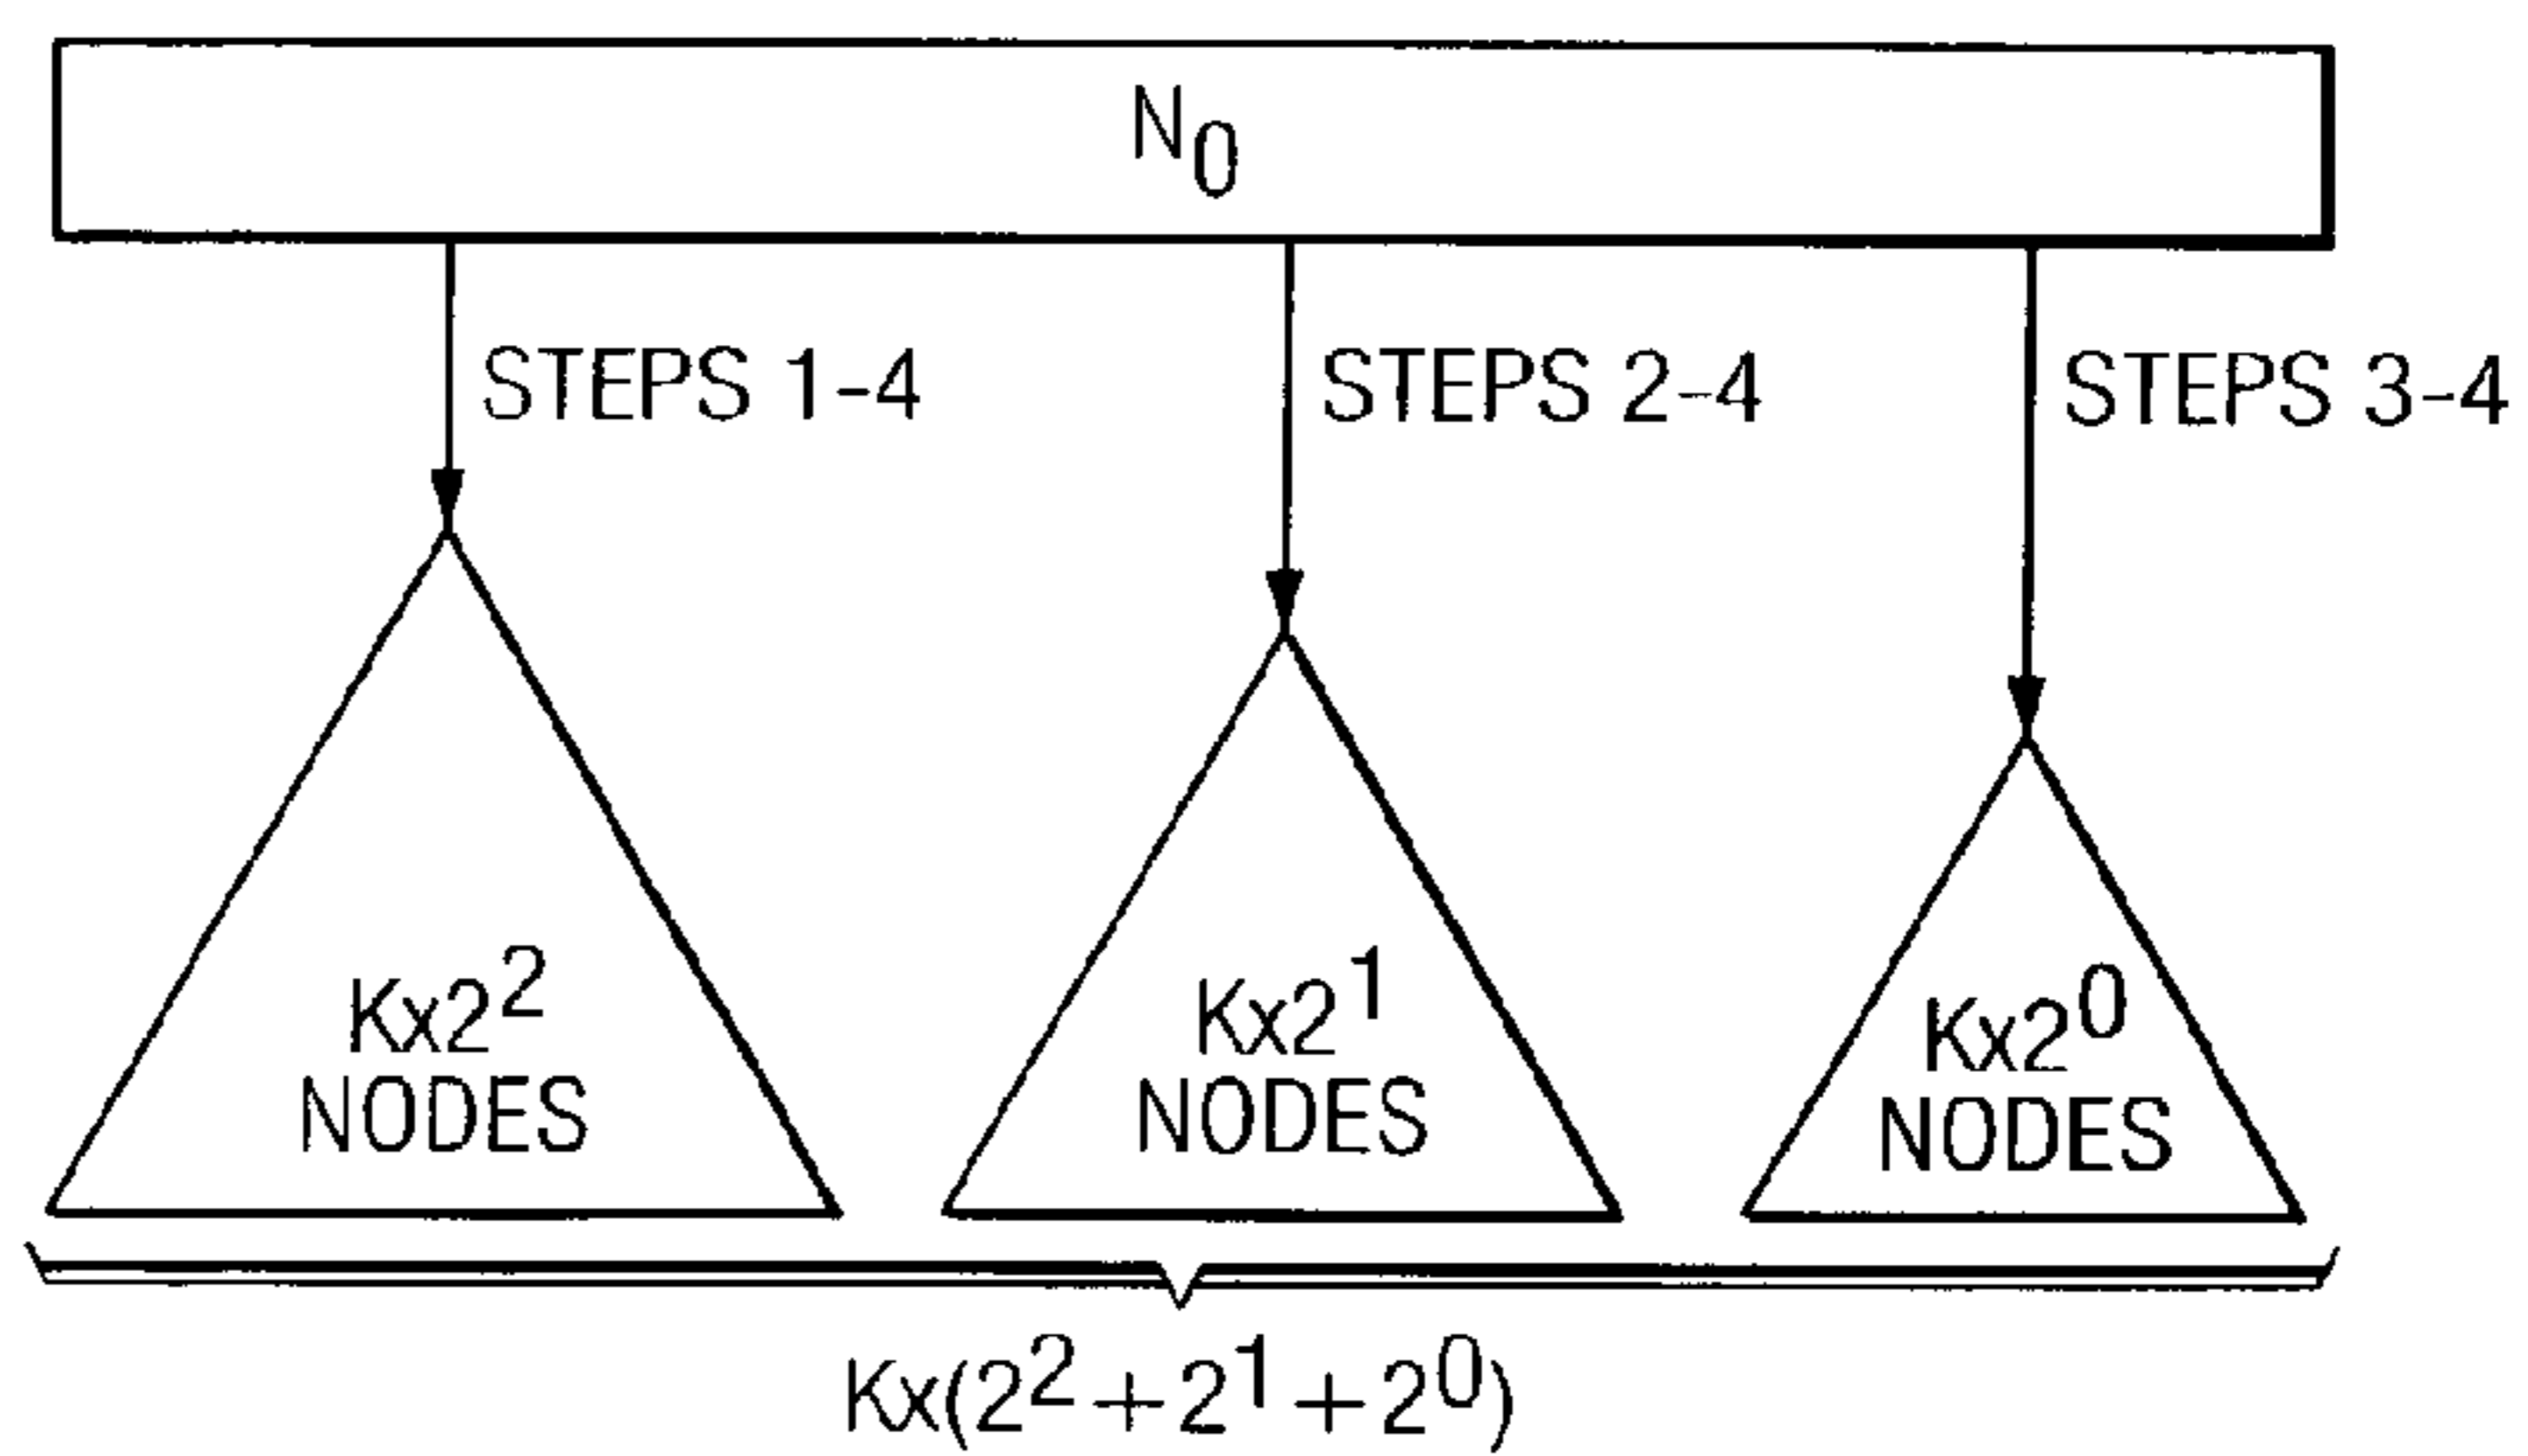 N₀
STEPS 1-4
STEPS 2-4
STEPS 3-4
Kx2²
NODES
Kx2¹
NODES
Kx2⁰
NODES
Kx(2²+2¹+2⁰)